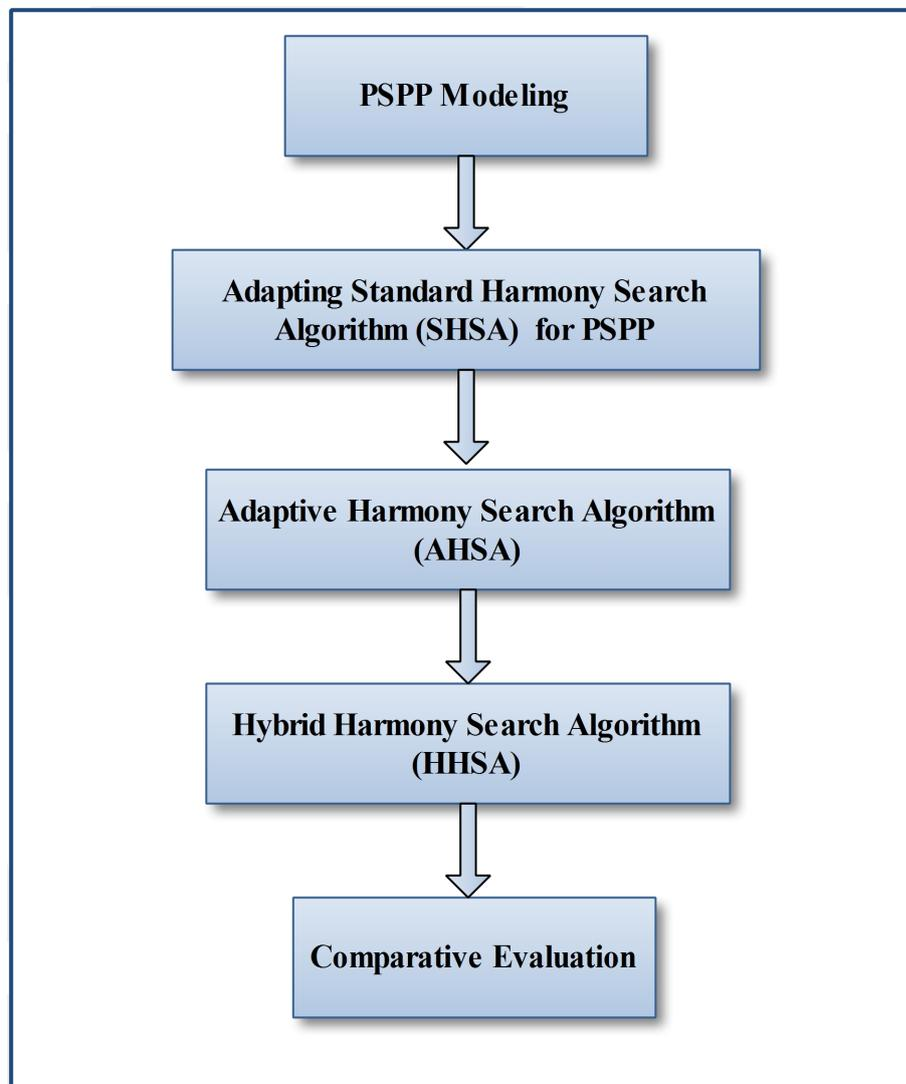 PSPP Modeling
Adapting Standard Harmony Search
Algorithm (SHSA) for PSPP
Adaptive Harmony Search Algorithm
(AHSA)
Hybrid Harmony Search Algorithm
(HHSA)
Comparative Evaluation